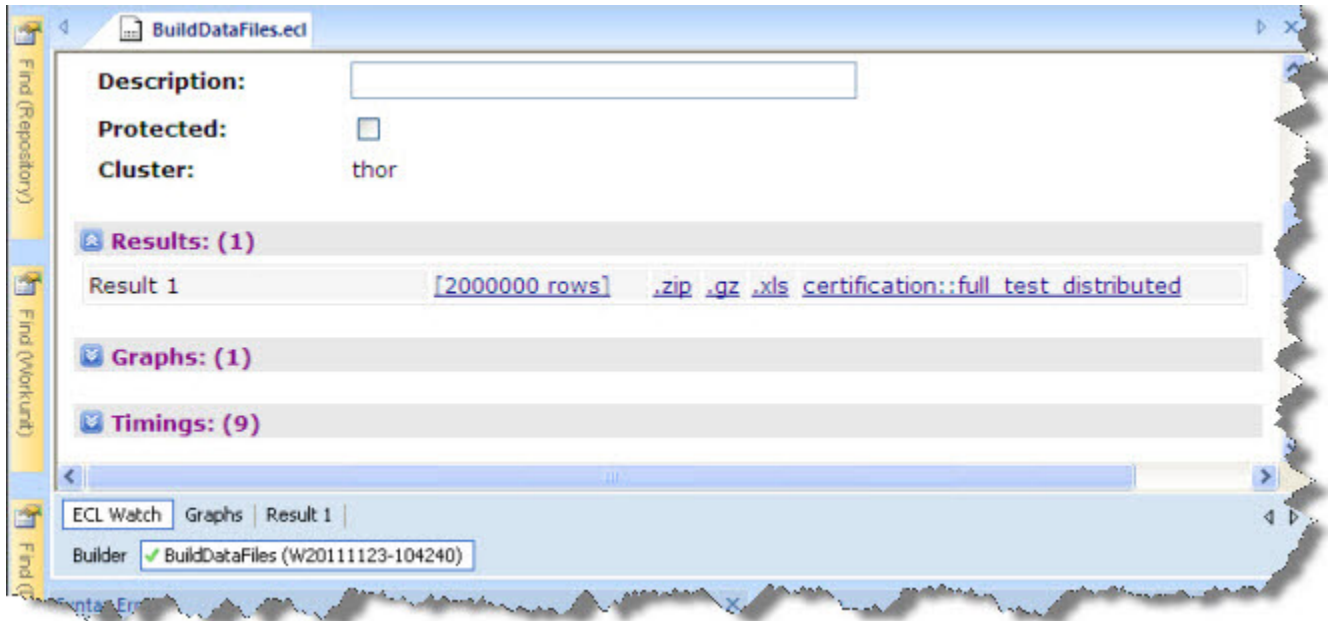 BuildDataFiles.ecl
Find (Repository)
Description:
Protected:
Cluster: thor
Results: (1)
Result 1 [2000000 rows] .zip .gz .xls certification::full_test_distributed
Find (Workunit)
Graphs: (1)
Timings: (9)
ECL Watch Graphs Result 1
Builder BuildDataFiles (W20111123-104240)
Find